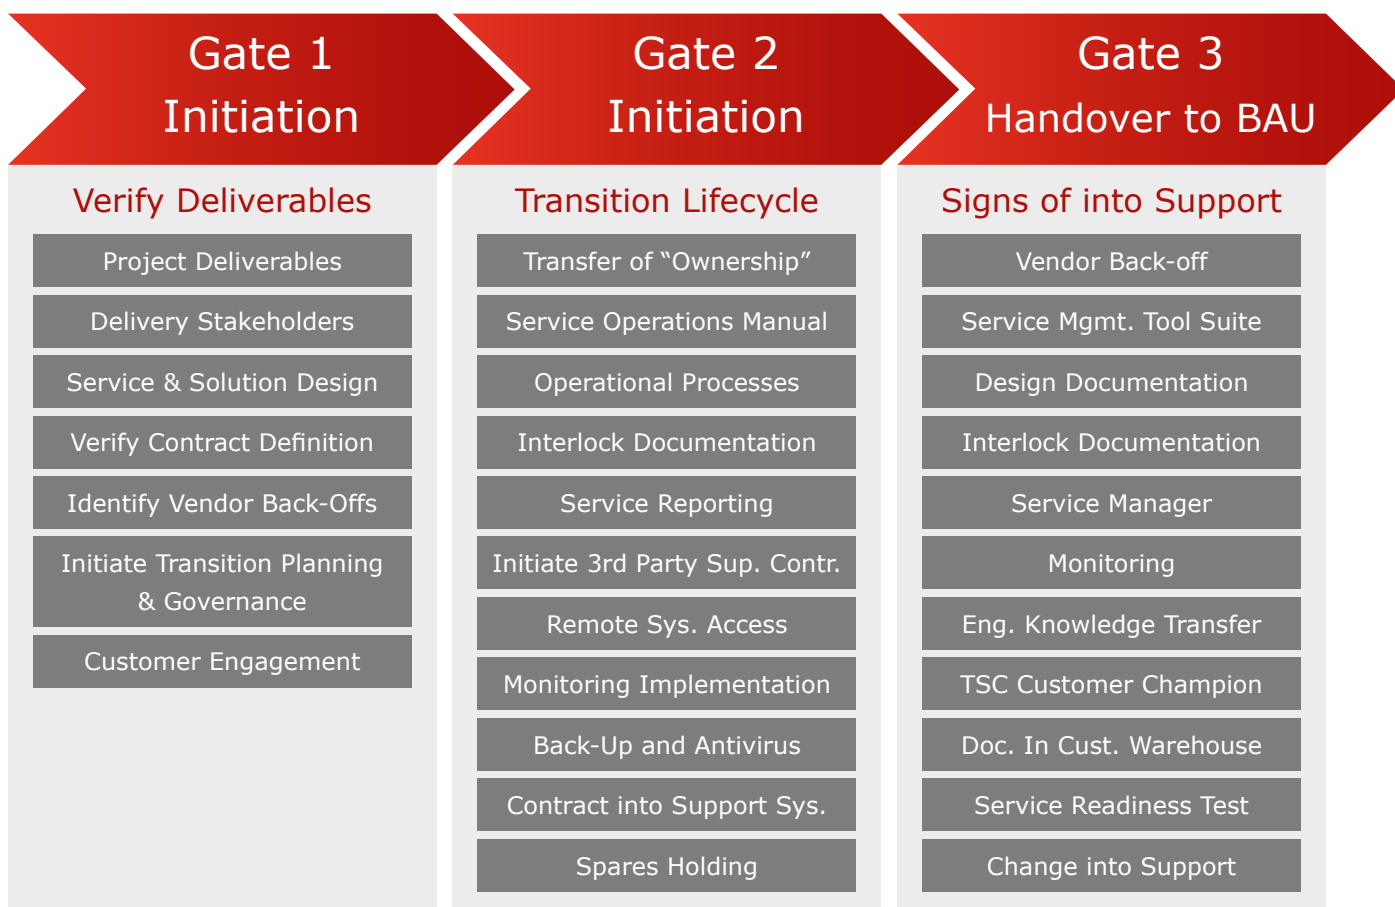 Gate 1
Initiation
Verify Deliverables
Project Deliverables
Delivery Stakeholders
Service & Solution Design
Verify Contract Definition
Identify Vendor Back-Offs
Initiate Transition Planning
& Governance
Customer Engagement
Gate 2
Initiation
Transition Lifecycle
Transfer of “Ownership”
Service Operations Manual
Operational Processes
Interlock Documentation
Service Reporting
Initiate 3rd Party Sup. Contr.
Remote Sys. Access
Monitoring Implementation
Back-Up and Antivirus
Contract into Support Sys.
Spares Holding
Gate 3
Handover to BAU
Signs of into Support
Vendor Back-off
Service Mgmt. Tool Suite
Design Documentation
Interlock Documentation
Service Manager
Monitoring
Eng. Knowledge Transfer
TSC Customer Champion
Doc. In Cust. Warehouse
Service Readiness Test
Change into Support